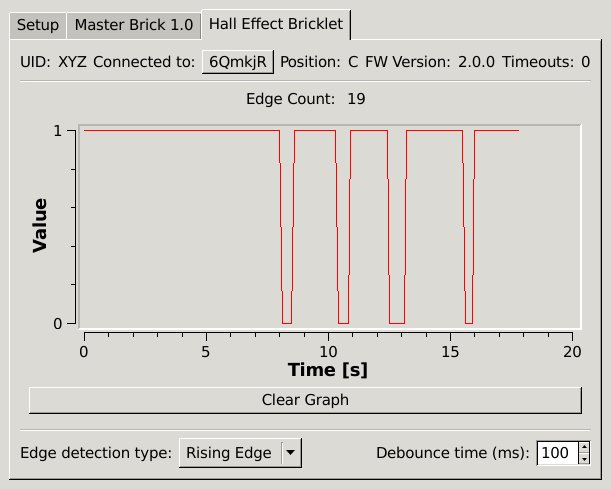 Setup Master Brick 1.0 Hall Effect Bricklet
UID: XYZ Connected to: 6QmkjR Position: C FW Version: 2.0.0 Timeouts: 0
Edge Count: 19
1
Value
0
0 5 10 15 20
Time [s]
Clear Graph
Edge detection type: Rising Edge Debounce time (ms): 100